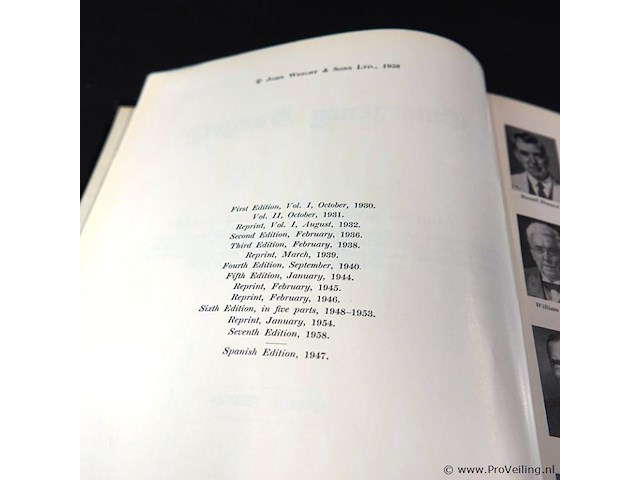 © John Wright & Sons Ltd., 1958
First Edition, Vol. I, October, 1930.
Vol. II, October, 1931.
Reprint, Vol. I, August, 1932.
Second Edition, February, 1936.
Third Edition, February, 1938.
Reprint, March, 1939.
Fourth Edition, September, 1940.
Fifth Edition, January, 1944.
Reprint, February, 1945.
Reprint, February, 1946.
Sixth Edition, in five parts, 1948–1953.
Reprint, January, 1954.
Seventh Edition, 1958.
Spanish Edition, 1947.
William
© www.ProVeiling.nl